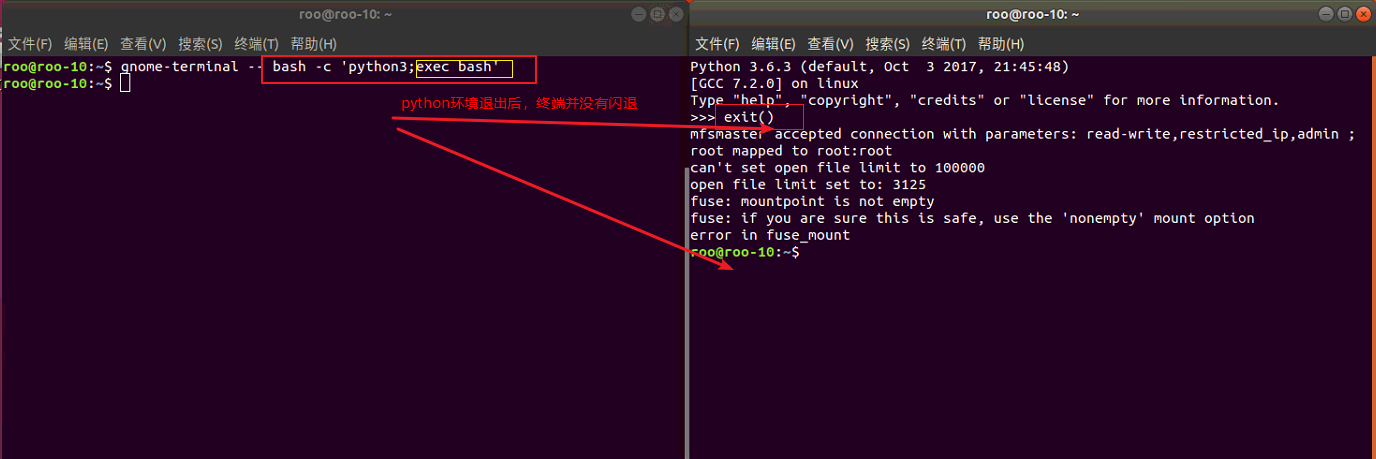 roo@roo-10: ~
文件(F) 编辑(E) 查看(V) 搜索(S) 终端(T) 帮助(H)
roo@roo-10:~$ gnome-terminal -- bash -c 'python3;exec bash'
roo@roo-10:~$
python环境退出后，终端并没有闪退
roo@roo-10: ~
文件(F) 编辑(E) 查看(V) 搜索(S) 终端(T) 帮助(H)
Python 3.6.3 (default, Oct  3 2017, 21:45:48)
[GCC 7.2.0] on linux
Type "help", "copyright", "credits" or "license" for more information.
>>> exit()
mfsmaster accepted connection with parameters: read-write,restricted_ip,admin ;
root mapped to root:root
can't set open file limit to 100000
open file limit set to: 3125
fuse: mountpoint is not empty
fuse: if you are sure this is safe, use the 'nonempty' mount option
error in fuse_mount
roo@roo-10:~$